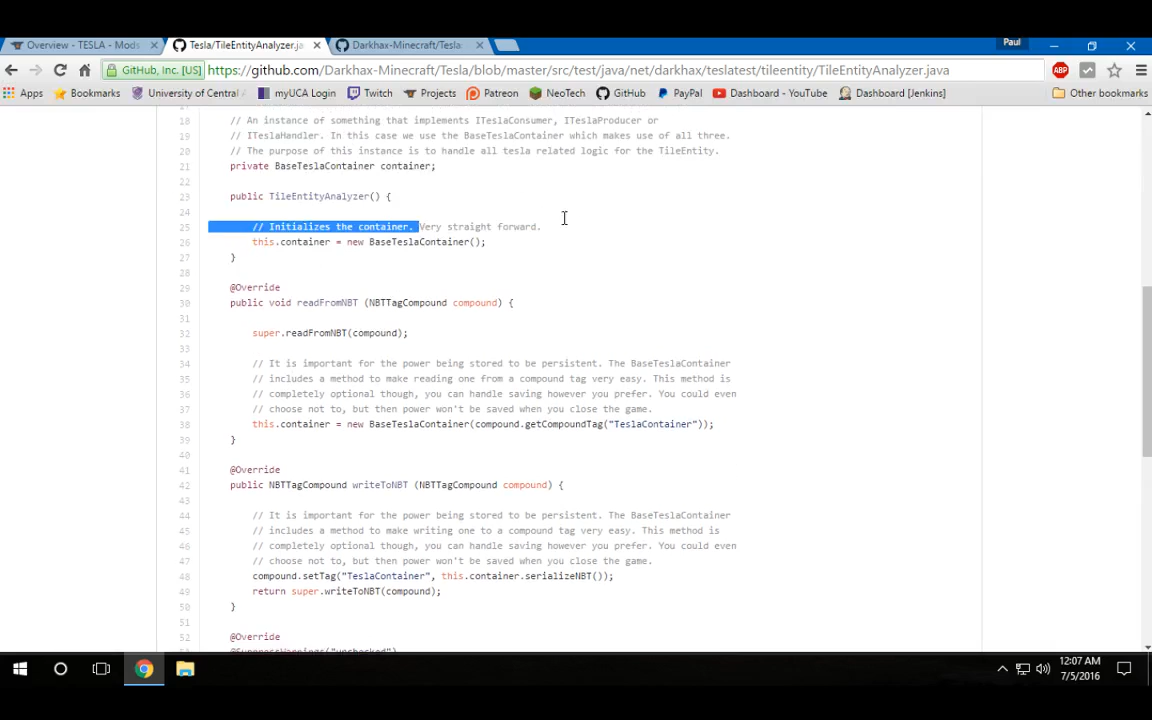 Overview - TESLA - Mods
Tesla/TileEntityAnalyzer.ja
Darkhax-Minecraft/Tesla
Paul
GitHub, Inc. [US]
https://github.com/Darkhax-Minecraft/Tesla/blob/master/src/test/java/net/darkhax/teslatest/tileentity/TileEntityAnalyzer.java
ABP
Apps Bookmarks University of Central myUCA Login Twitch Projects Patreon NeoTech GitHub PayPal Dashboard - YouTube Dashboard [Jenkins] Other bookmarks
18 // An instance of something that implements ITeslaConsumer, ITeslaProducer or
19 // ITeslaHandler. In this case we use the BaseTeslaContainer which makes use of all three.
20 // The purpose of this instance is to handle all tesla related logic for the TileEntity.
21 private BaseTeslaContainer container;
22
23 public TileEntityAnalyzer() {
24
25 // Initializes the container. Very straight forward.
26 this.container = new BaseTeslaContainer();
27 }
28
29 @Override
30 public void readFromNBT (NBTTagCompound compound) {
31
32 super.readFromNBT(compound);
33
34 // It is important for the power being stored to be persistent. The BaseTeslaContainer
35 // includes a method to make reading one from a compound tag very easy. This method is
36 // completely optional though, you can handle saving however you prefer. You could even
37 // choose not to, but then power won't be saved when you close the game.
38 this.container = new BaseTeslaContainer(compound.getCompoundTag("TeslaContainer"));
39 }
40
41 @Override
42 public NBTTagCompound writeToNBT (NBTTagCompound compound) {
43
44 // It is important for the power being stored to be persistent. The BaseTeslaContainer
45 // includes a method to make writing one to a compound tag very easy. This method is
46 // completely optional though, you can handle saving however you prefer. You could even
47 // choose not to, but then power won't be saved when you close the game.
48 compound.setTag("TeslaContainer", this.container.serializeNBT());
49 return super.writeToNBT(compound);
50 }
51
52 @Override
@SuppressWarnings("unchecked")
12:07 AM
7/5/2016